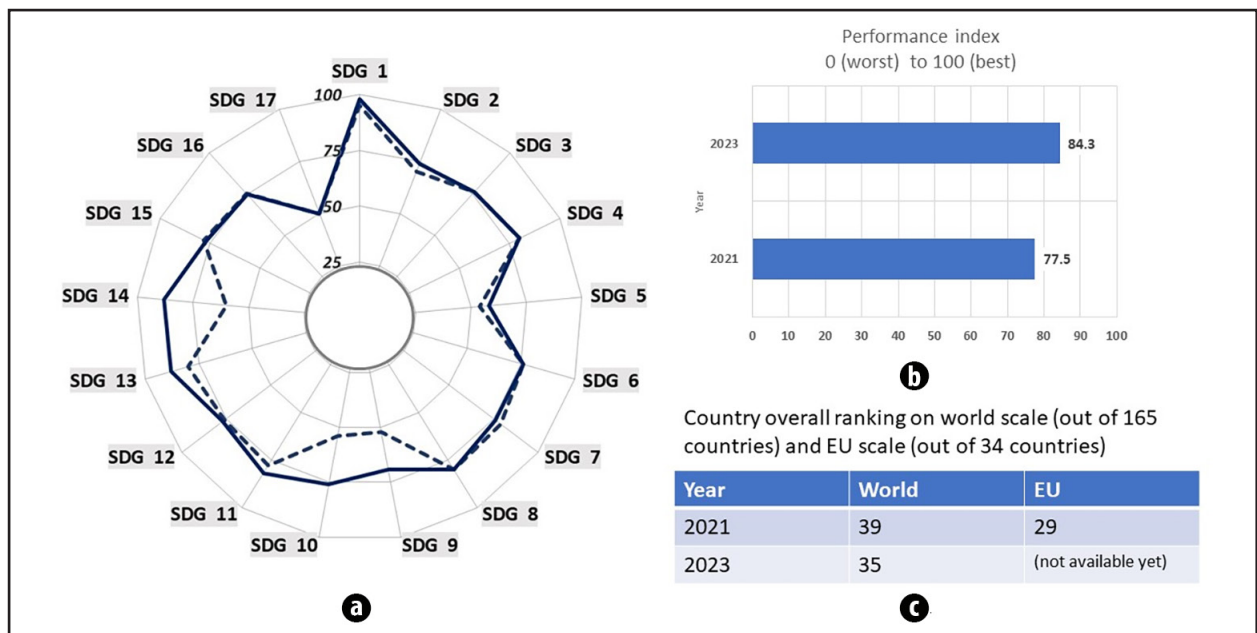 SDG 1
SDG 2
SDG 3
SDG 4
SDG 5
SDG 6
SDG 7
SDG 8
SDG 9
SDG 10
SDG 11
SDG 12
SDG 13
SDG 14
SDG 15
SDG 16
SDG 17
100
75
50
25
a
Performance index
0 (worst) to 100 (best)
Year
2023
84.3
2021
77.5
0 10 20 30 40 50 60 70 80 90 100
b
Country overall ranking on world scale (out of 165
countries) and EU scale (out of 34 countries)
Year World EU
2021 39 29
2023 35 (not available yet)
c